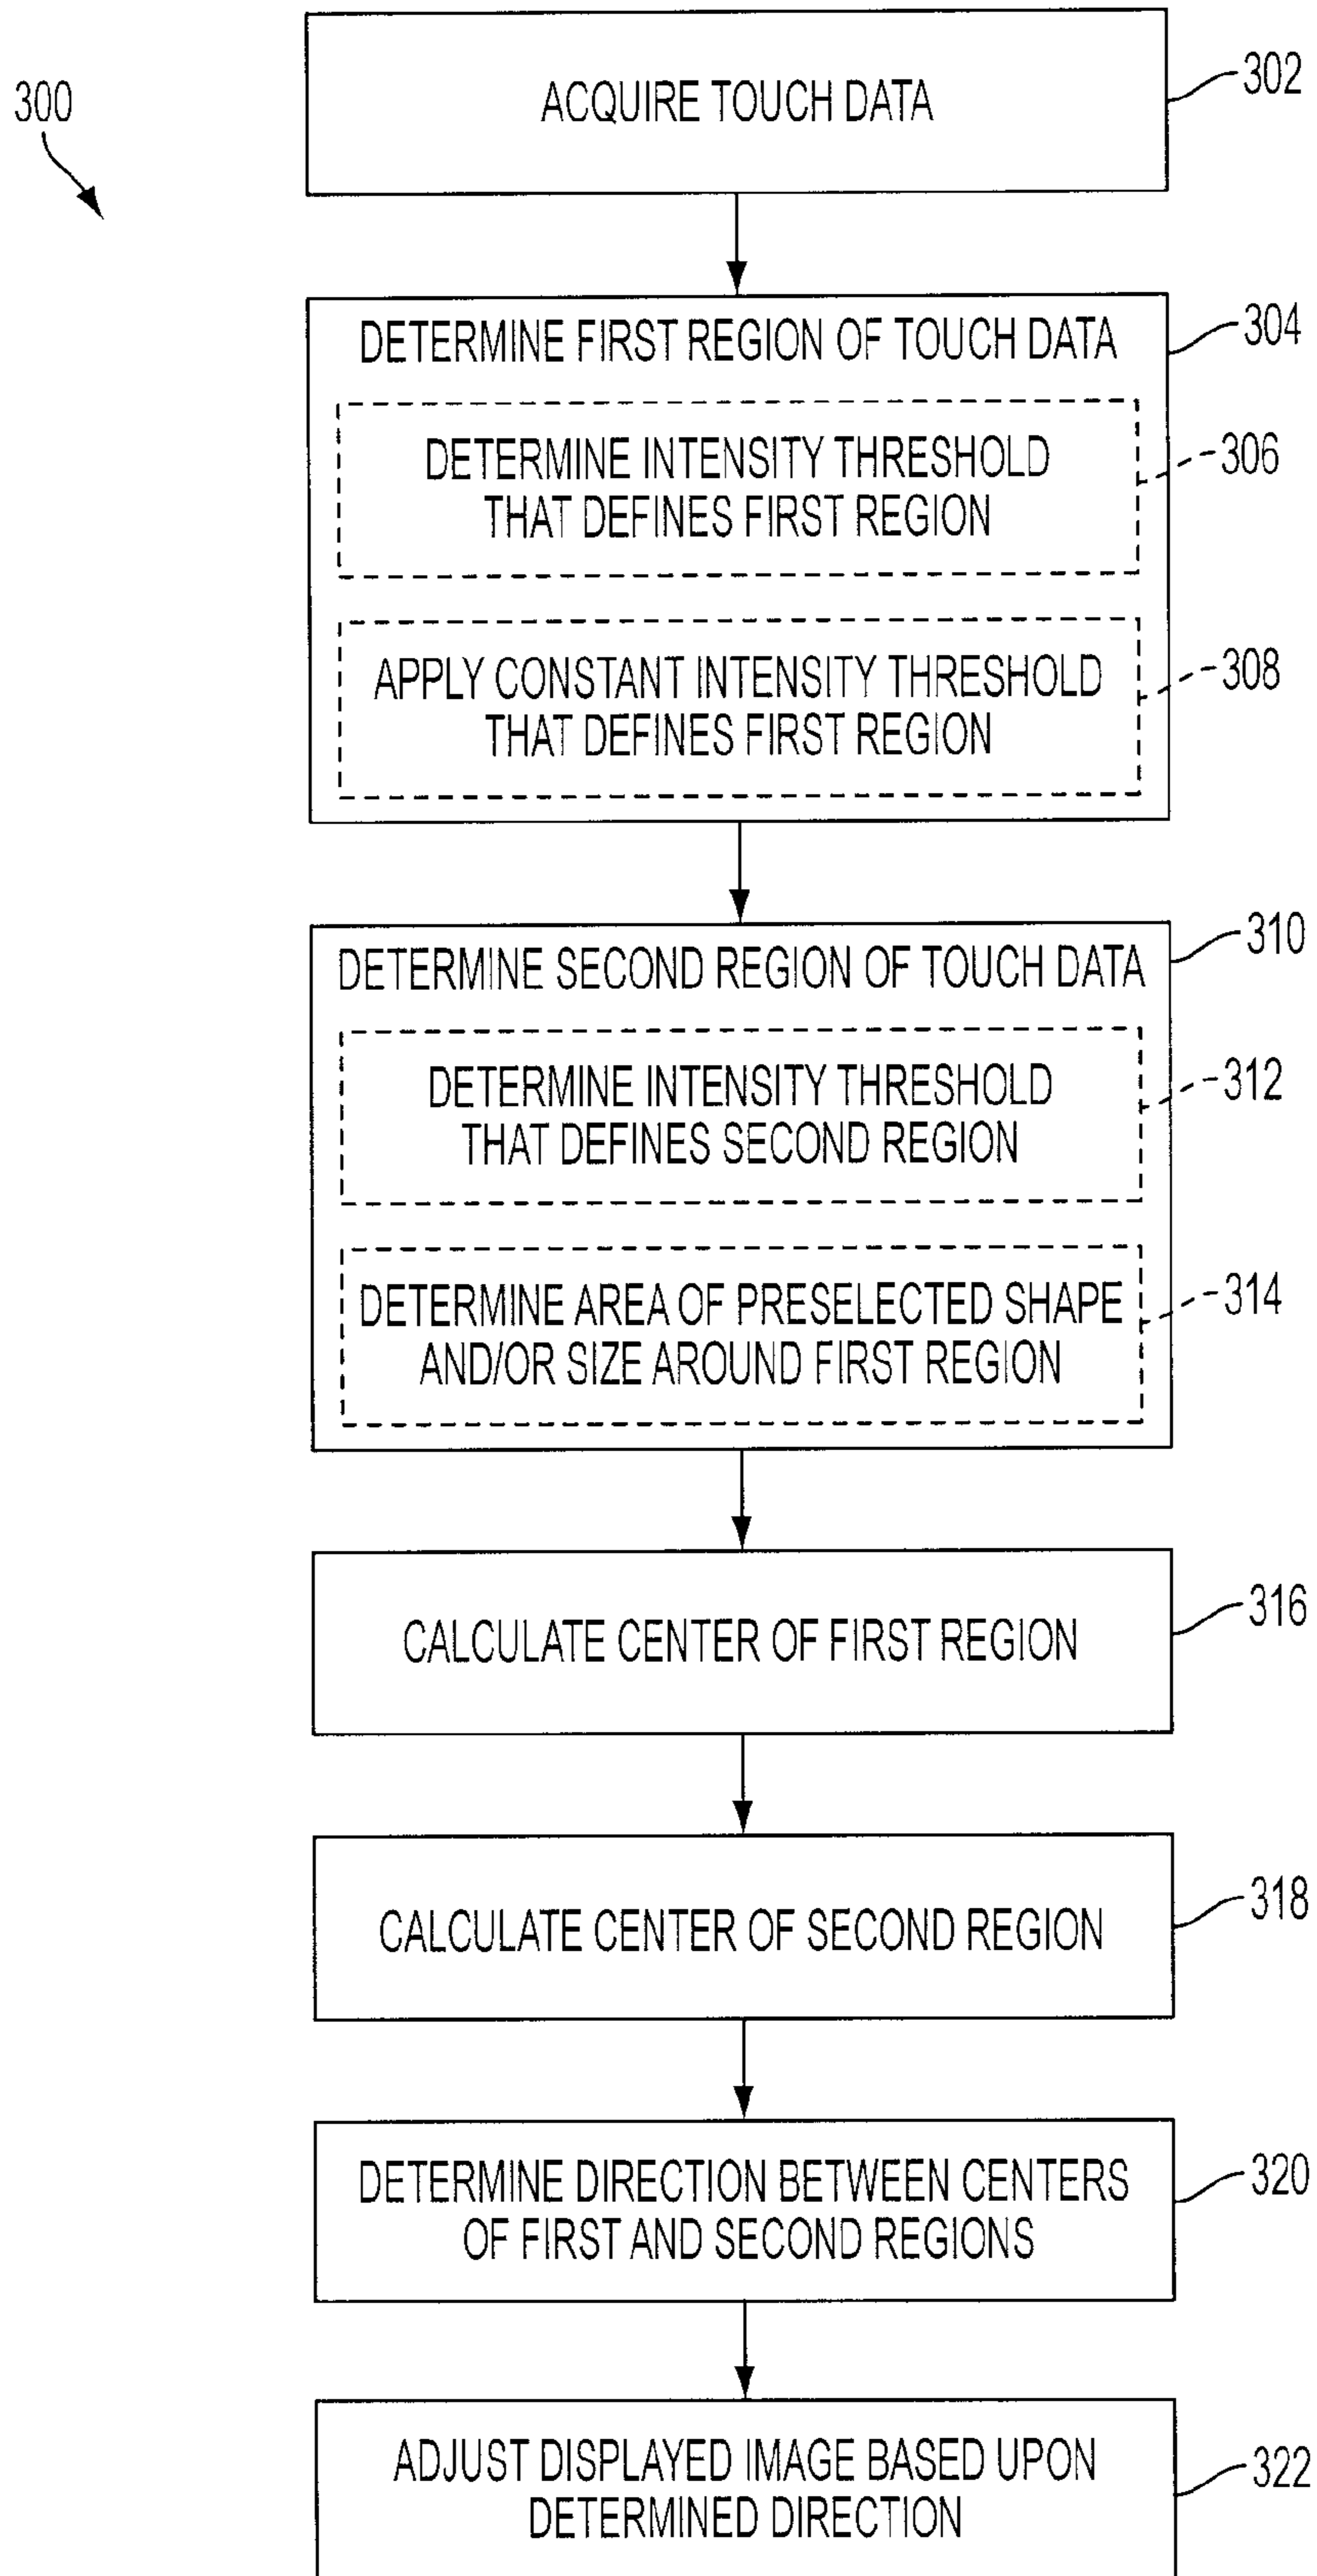 300
ACQUIRE TOUCH DATA
302
DETERMINE FIRST REGION OF TOUCH DATA
304
DETERMINE INTENSITY THRESHOLD
THAT DEFINES FIRST REGION
306
APPLY CONSTANT INTENSITY THRESHOLD
THAT DEFINES FIRST REGION
308
DETERMINE SECOND REGION OF TOUCH DATA
310
DETERMINE INTENSITY THRESHOLD
THAT DEFINES SECOND REGION
312
DETERMINE AREA OF PRESELECTED SHAPE
AND/OR SIZE AROUND FIRST REGION
314
CALCULATE CENTER OF FIRST REGION
316
CALCULATE CENTER OF SECOND REGION
318
DETERMINE DIRECTION BETWEEN CENTERS
OF FIRST AND SECOND REGIONS
320
ADJUST DISPLAYED IMAGE BASED UPON
DETERMINED DIRECTION
322